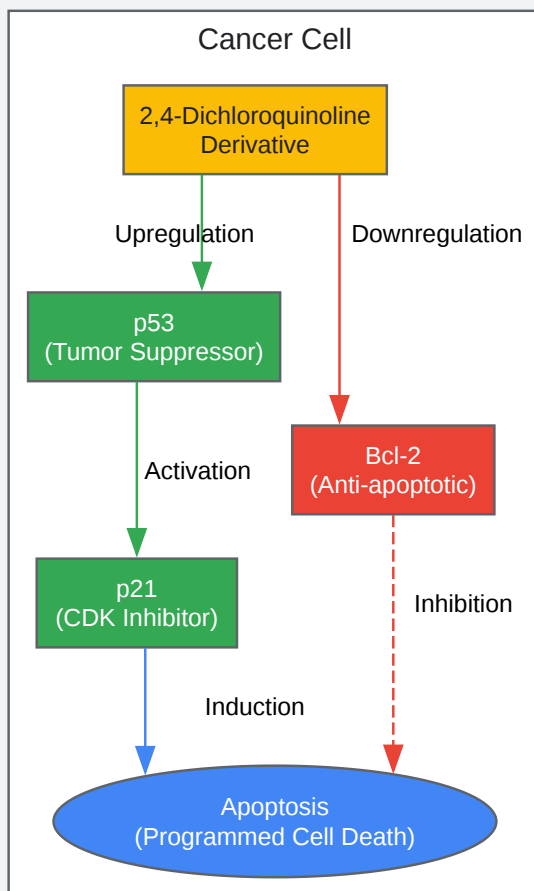 Cancer Cell
2,4-Dichloroquinoline
Derivative
Upregulation
Downregulation
p53
(Tumor Suppressor)
Bcl-2
(Anti-apoptotic)
Activation
p21
(CDK Inhibitor)
Inhibition
Induction
Apoptosis
(Programmed Cell Death)